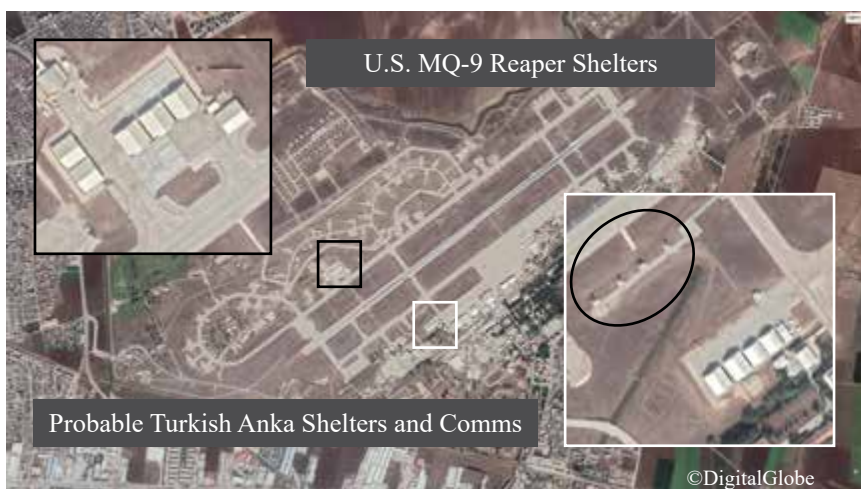 U.S. MQ-9 Reaper Shelters
Probable Turkish Anka Shelters and Comms
©DigitalGlobe